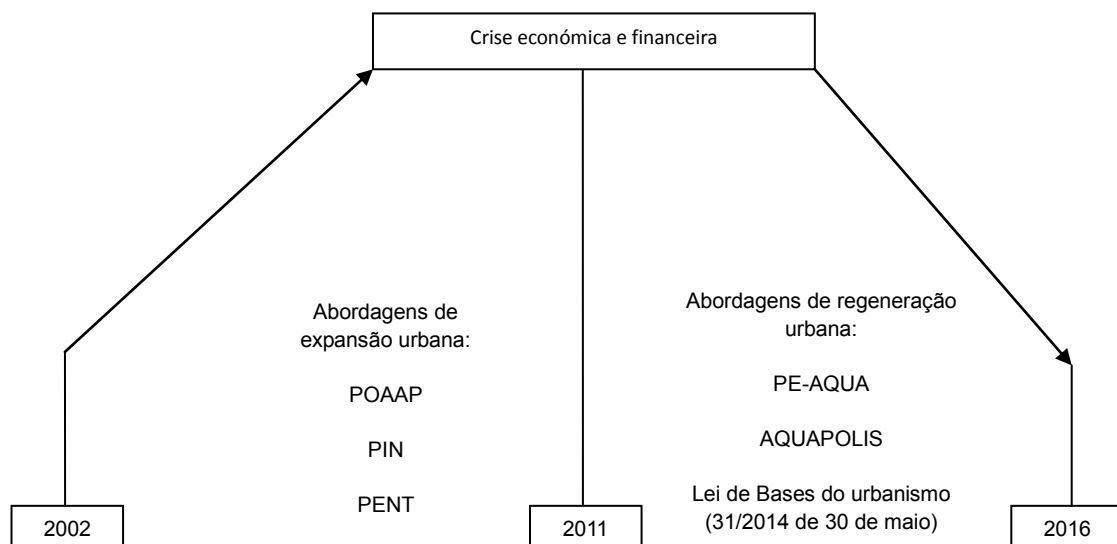 Crise económica e financeira
Abordagens de
expansão urbana:
POAAP
PIN
PENT
Abordagens de regeneração
urbana:
PE-AQUA
AQUAPOLIS
Lei de Bases do urbanismo
(31/2014 de 30 de maio)
2002
2011
2016